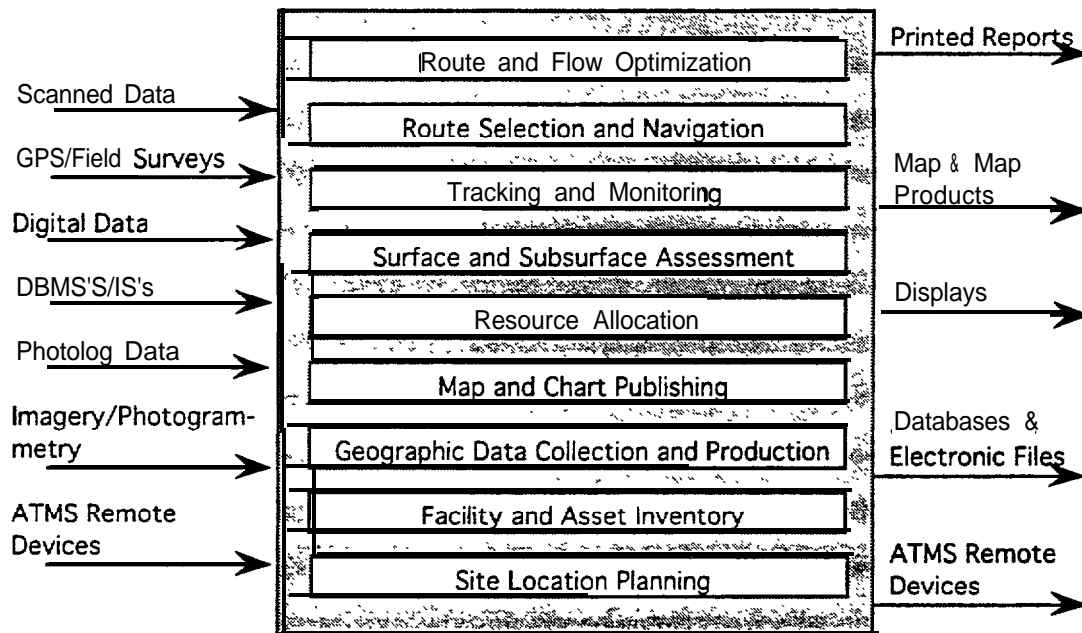 Scanned Data
GPS/Field Surveys
Digital Data
DBMS'S/IS's
Photolog Data
Imagery/Photogram-
metry
ATMS Remote
Devices
Route and Flow Optimization
Route Selection and Navigation
Tracking and Monitoring
Surface and Subsurface Assessment
Resource Allocation
Map and Chart Publishing
Geographic Data Collection and Production
Facility and Asset Inventory
Site Location Planning
Printed Reports
Map & Map
Products
Displays
Databases &
Electronic Files
ATMS Remote
Devices